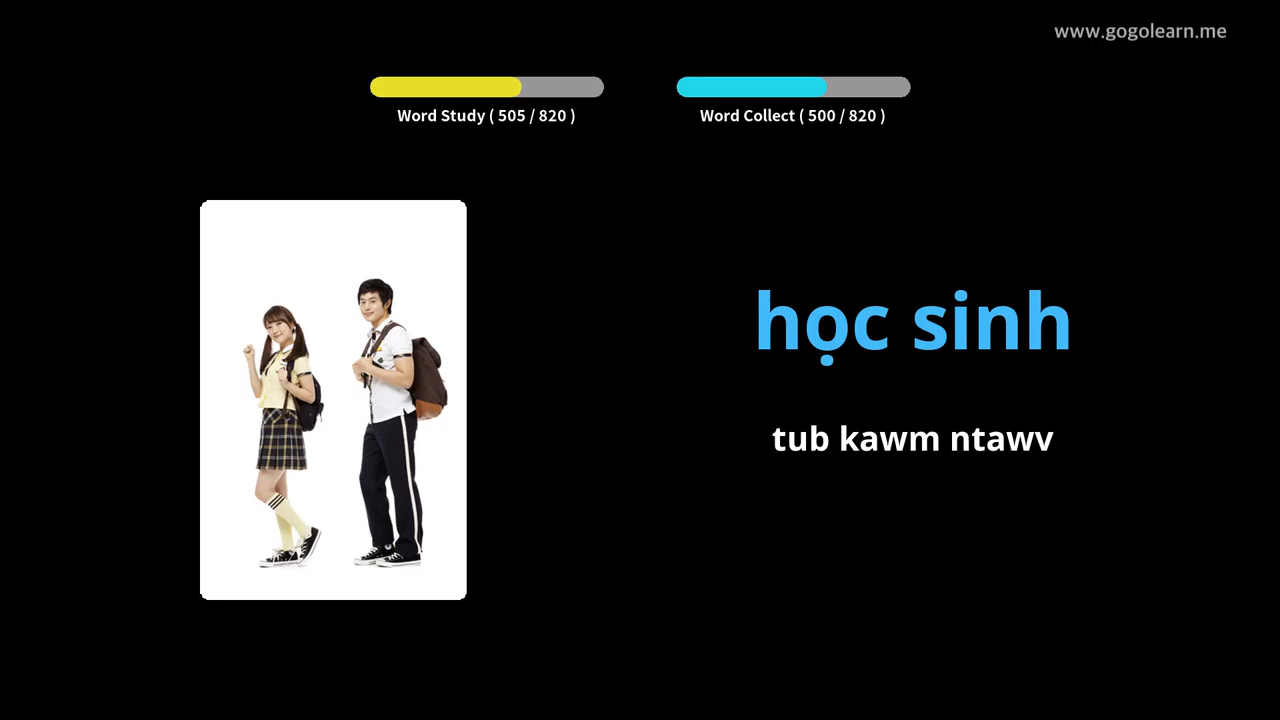 www.gogolearn.me
Word Study ( 505 / 820 )
Word Collect ( 500 / 820 )
học sinh
tub kawm ntawv